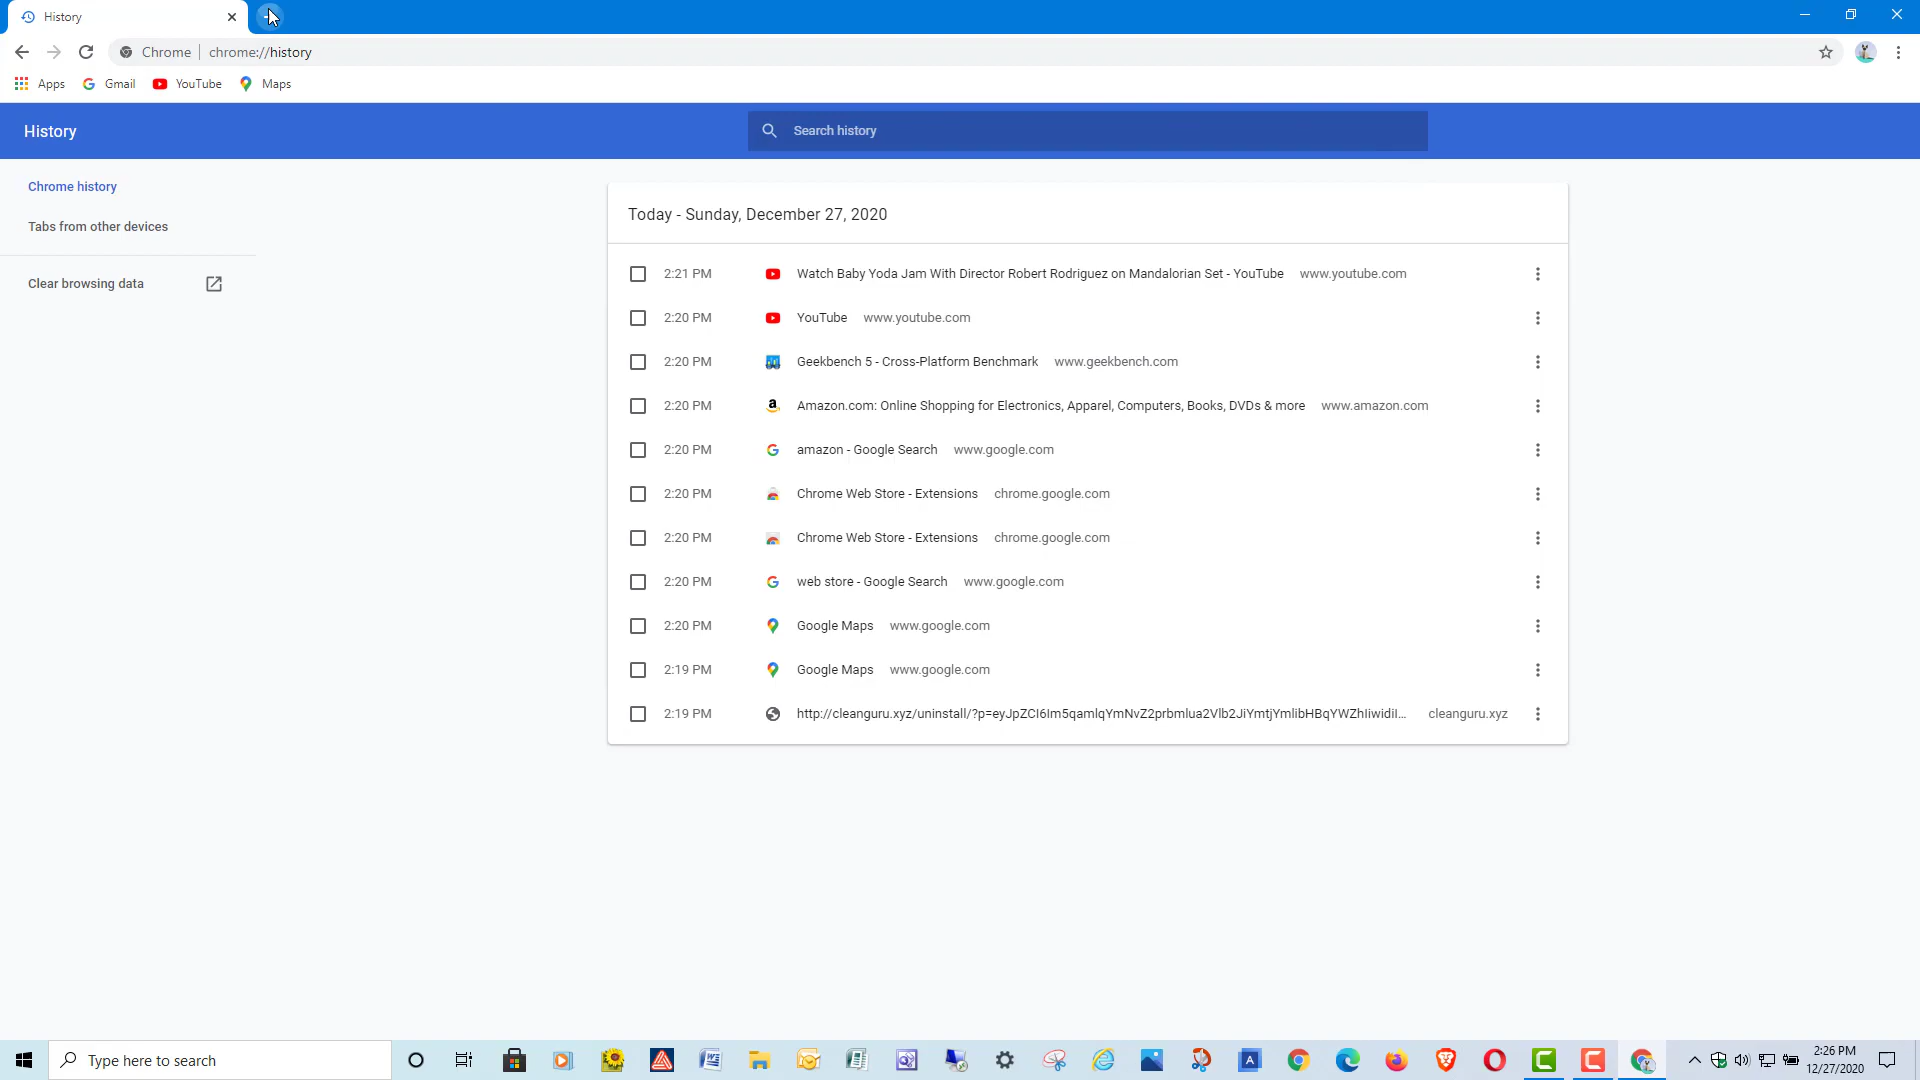 History
Chrome chrome://history
Apps Gmail YouTube Maps
History
Search history
Chrome history
Tabs from other devices
Clear browsing data
Today - Sunday, December 27, 2020
2:21 PM Watch Baby Yoda Jam With Director Robert Rodriguez on Mandalorian Set - YouTube www.youtube.com
2:20 PM YouTube www.youtube.com
2:20 PM Geekbench 5 - Cross-Platform Benchmark www.geekbench.com
2:20 PM Amazon.com: Online Shopping for Electronics, Apparel, Computers, Books, DVDs & more www.amazon.com
2:20 PM amazon - Google Search www.google.com
2:20 PM Chrome Web Store - Extensions chrome.google.com
2:20 PM Chrome Web Store - Extensions chrome.google.com
2:20 PM web store - Google Search www.google.com
2:20 PM Google Maps www.google.com
2:19 PM Google Maps www.google.com
2:19 PM cleanguru.xyz
Type here to search
2:26 PM
12/27/2020